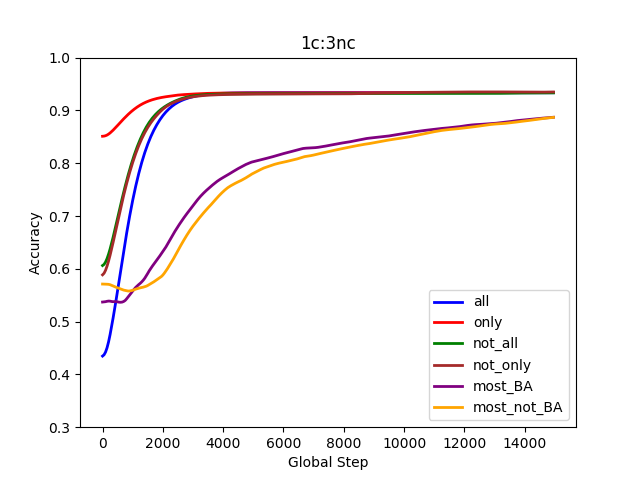 1c:3nc
1.0
0.9
0.8
0.7
0.6
0.5
0.4
0.3
Accuracy
0 2000 4000 6000 8000 10000 12000 14000
Global Step
all
only
not_all
not_only
most_BA
most_not_BA